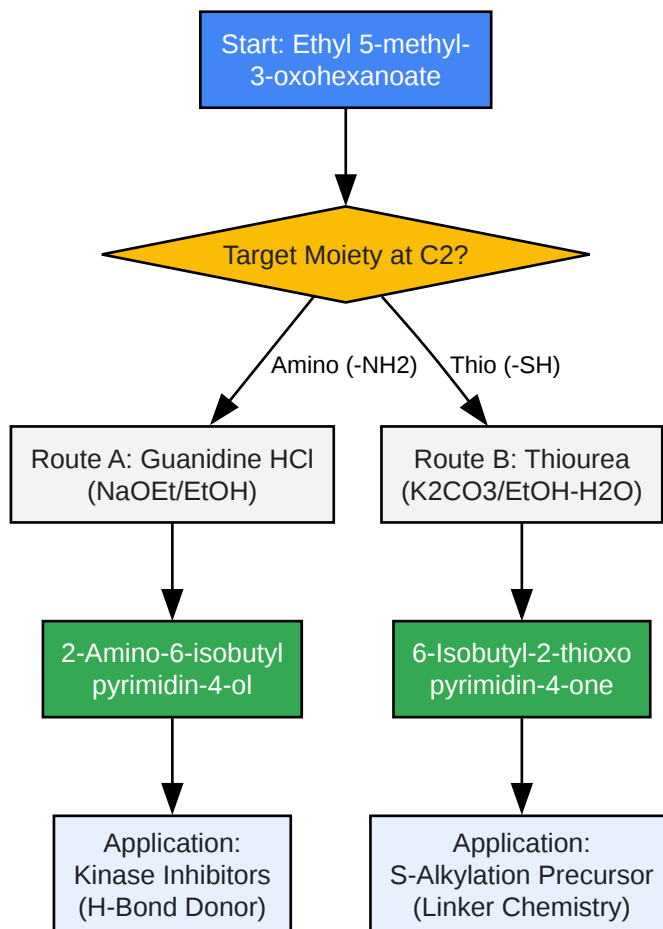 Start: Ethyl 5-methyl-
3-oxohexanoate
Target Moiety at C2?
Amino (-NH2)
Thio (-SH)
Route A: Guanidine HCl
(NaOEt/EtOH)
Route B: Thiourea
(K2CO3/EtOH-H2O)
2-Amino-6-isobutyl
pyrimidin-4-ol
6-Isobutyl-2-thioxo
pyrimidin-4-one
Application:
Kinase Inhibitors
(H-Bond Donor)
Application:
S-Alkylation Precursor
(Linker Chemistry)